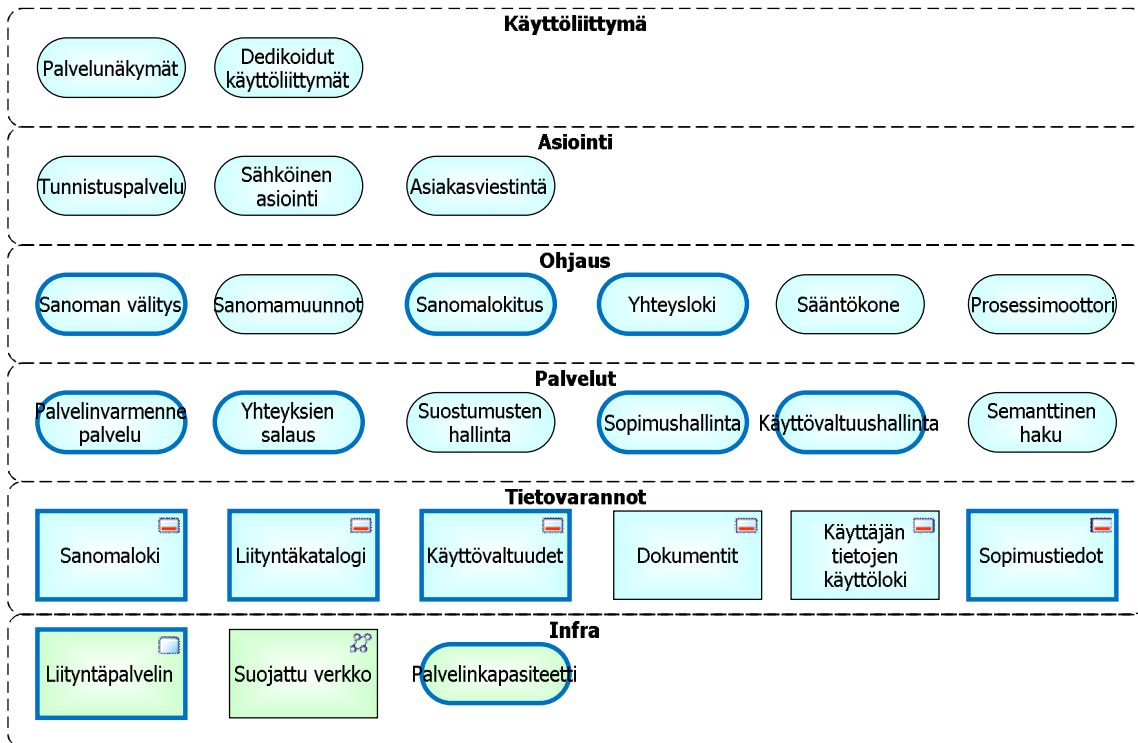 Käyttöliittymä
Palvelunäkymät
Dedikoidut
käyttöliittymät
Asiointi
Tunnistuspalvelu
Sähköinen
asiointi
Asiakasviestintä
Ohjaus
Sanoman välitys
Sanomamuunnot
Sanomalokitus
Yhteysloki
Sääntökone
Prosessimoottori
Palvelut
Palvelinvarmenne
palvelu
Yhteyksien
salaus
Suostumusten
hallinta
Sopimushallinta
Käyttövaltuushallinta
Semanttinen
haku
Tietovarannot
Sanomaloki
Liityntäkatalogi
Käyttövaltuudet
Dokumentit
Käyttäjän
tietojen
käyttöloki
Sopimustiedot
Infra
Liityntäpalvelin
Suojattu verkko
Palvelinkapasiteetti